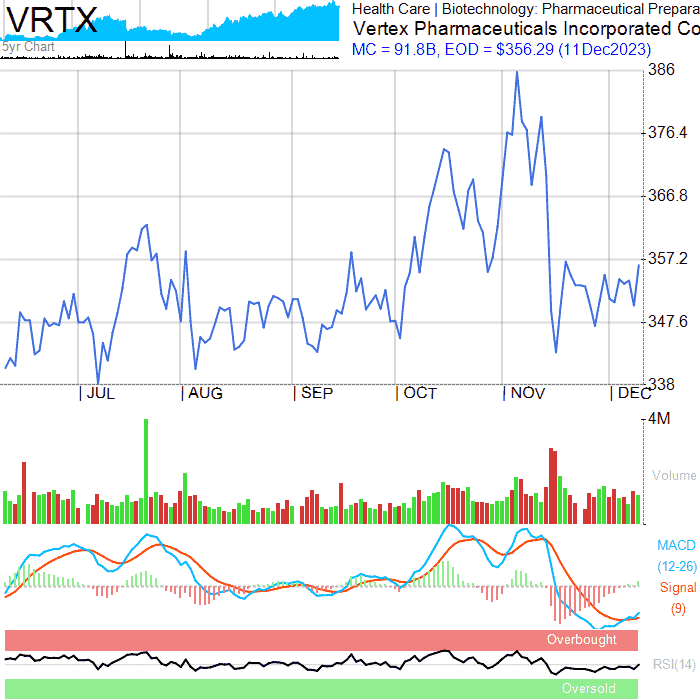 VRTX
5yr Chart
Health Care | Biotechnology: Pharmaceutical Prepara
Vertex Pharmaceuticals Incorporated Co
MC = 91.8B, EOD = $356.29 (11Dec2023)
386
376.4
366.8
357.2
347.6
338
|JUL |AUG |SEP |OCT |NOV |DEC
4M
Volume
MACD
(12-26)
Signal
(9)
Overbought
RSI(14)
Oversold